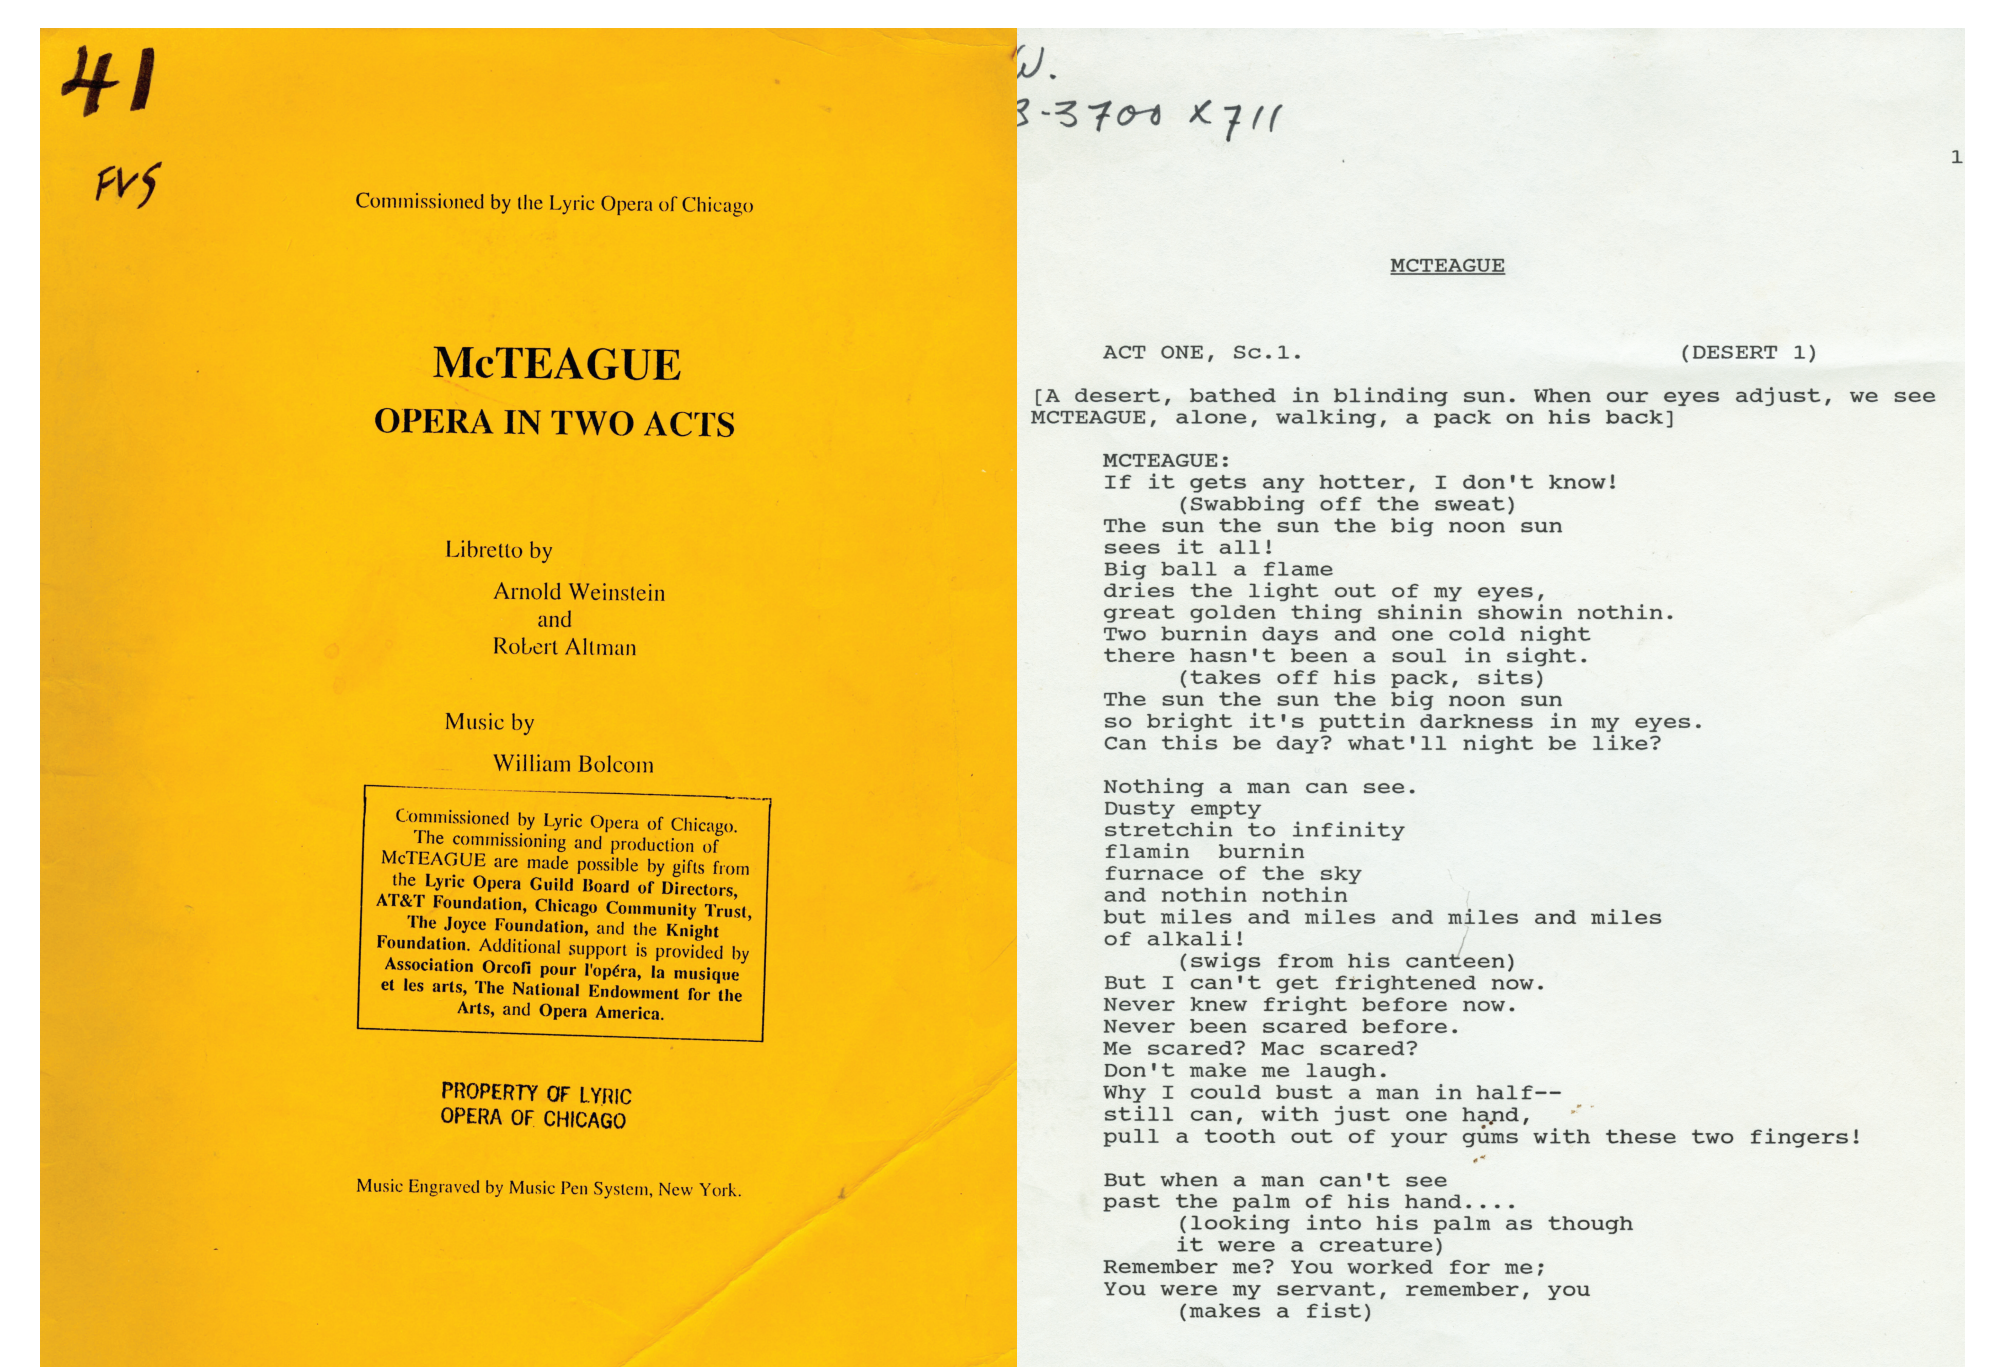 41
FVS
Commissioned by the Lyric Opera of Chicago
McTEAGUE
OPERA IN TWO ACTS
Libretto by
Arnold Weinstein
and
Robert Altman
Music by
William Bolcom
Commissioned by Lyric Opera of Chicago.
The commissioning and production of
McTEAGUE are made possible by gifts from
the Lyric Opera Guild Board of Directors,
AT&T Foundation, Chicago Community Trust,
The Joyce Foundation, and the Knight
Foundation. Additional support is provided by
Association Orcofi pour l'opéra, la musique
et les arts, The National Endowment for the
Arts, and Opera America.
PROPERTY OF LYRIC
OPERA OF CHICAGO
Music Engraved by Music Pen System, New York.
W.
3-3700 x711
1
MCTEAGUE
ACT ONE, Sc.1. (DESERT 1)
[A desert, bathed in blinding sun. When our eyes adjust, we see
MCTEAGUE, alone, walking, a pack on his back]
MCTEAGUE:
If it gets any hotter, I don't know!
(Swabbing off the sweat)
The sun the sun the big noon sun
sees it all!
Big ball a flame
dries the light out of my eyes,
great golden thing shinin showin nothin.
Two burnin days and one cold night
there hasn't been a soul in sight.
(takes off his pack, sits)
The sun the sun the big noon sun
so bright it's puttin darkness in my eyes.
Can this be day? what'll night be like?
Nothing a man can see.
Dusty empty
stretchin to infinity
flamin  burnin
furnace of the sky
and nothin nothin
but miles and miles and miles and miles
of alkali!
(swigs from his canteen)
But I can't get frightened now.
Never knew fright before now.
Never been scared before.
Me scared? Mac scared?
Don't make me laugh.
Why I could bust a man in half--
still can, with just one hand,
pull a tooth out of your gums with these two fingers!
But when a man can't see
past the palm of his hand....
(looking into his palm as though
it were a creature)
Remember me? You worked for me;
You were my servant, remember, you
(makes a fist)